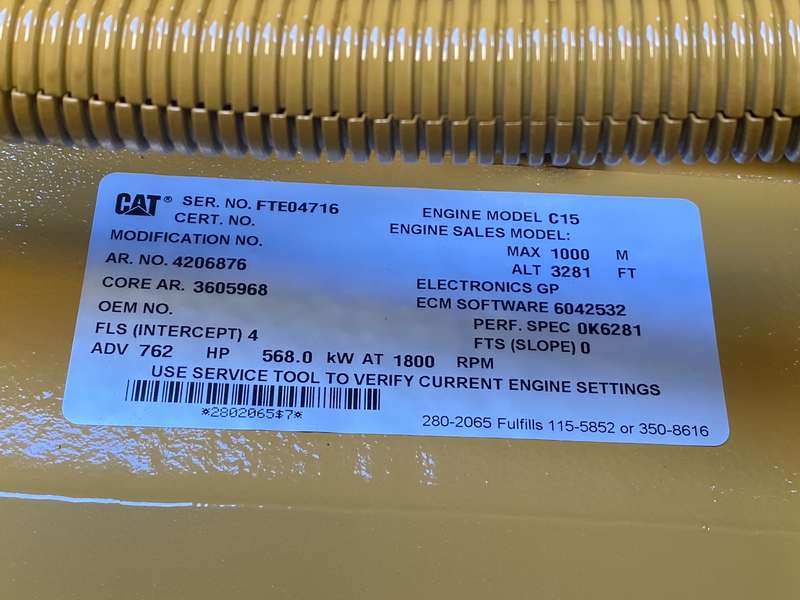 CAT® SER. NO. FTE04716 ENGINE MODEL C15
CERT. NO. ENGINE SALES MODEL:
MODIFICATION NO. MAX 1000 M
AR. NO. 4206876 ALT 3281 FT
CORE AR. 3605968 ELECTRONICS GP
OEM NO. ECM SOFTWARE 6042532
FLS (INTERCEPT) 4 PERF. SPEC 0K6281
FTS (SLOPE) 0
ADV 762 HP 568.0 kW AT 1800 RPM
USE SERVICE TOOL TO VERIFY CURRENT ENGINE SETTINGS
*2802065$7*
280-2065 Fulfills 115-5852 or 350-8616